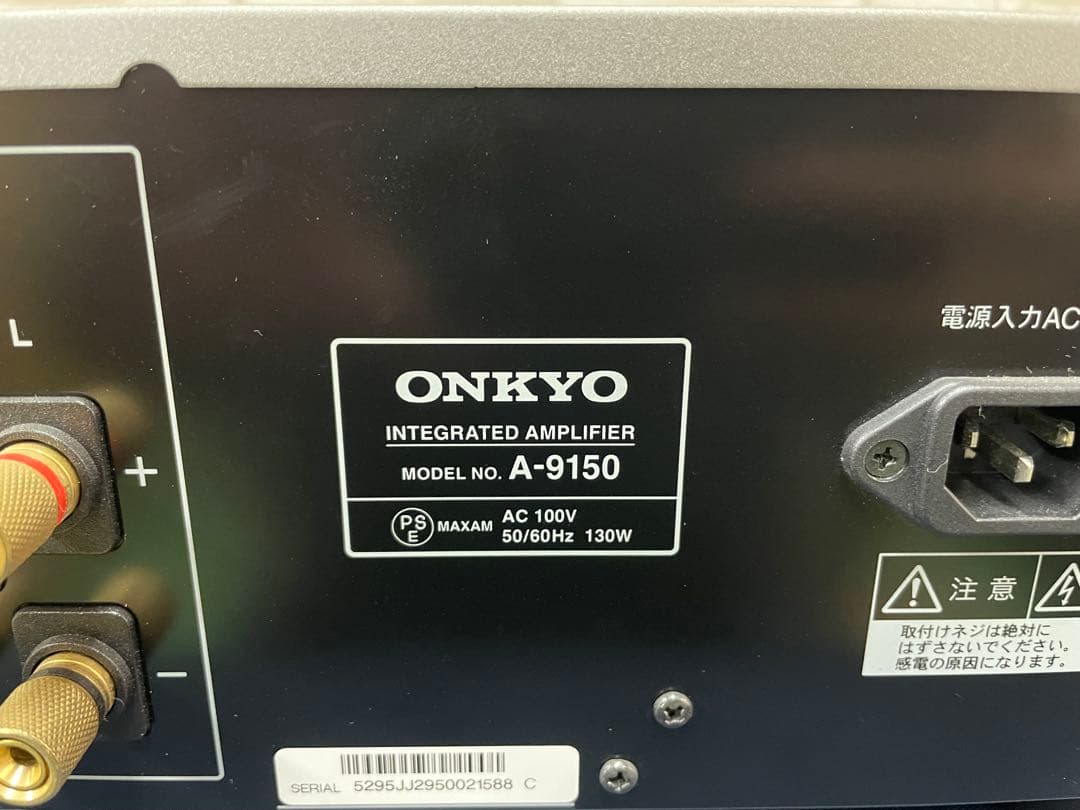 L
+
−
ONKYO
INTEGRATED AMPLIFIER
MODEL NO. A-9150
PSE MAXAM AC 100V
50/60Hz 130W
電源入力AC
注意
取付けネジは絶対に
はずさないでください。
感電の原因になります。
SERIAL 5295JJ2950021588 C